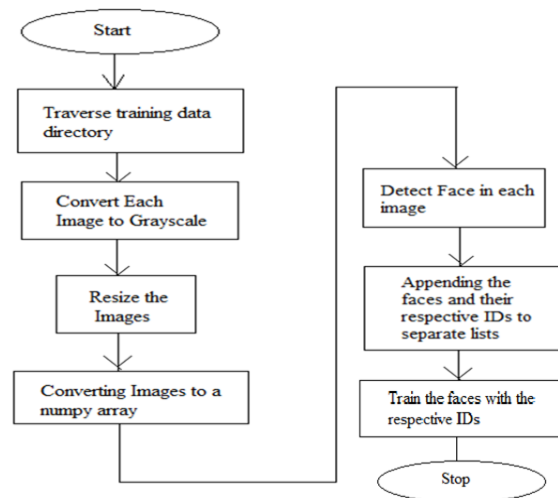 Start
Traverse training data
directory
Convert Each
Image to Grayscale
Resize the
Images
Converting Images to a
numpy array
Detect Face in each
image
Appending the
faces and their
respective IDs to
separate lists
Train the faces with the
respective IDs
Stop